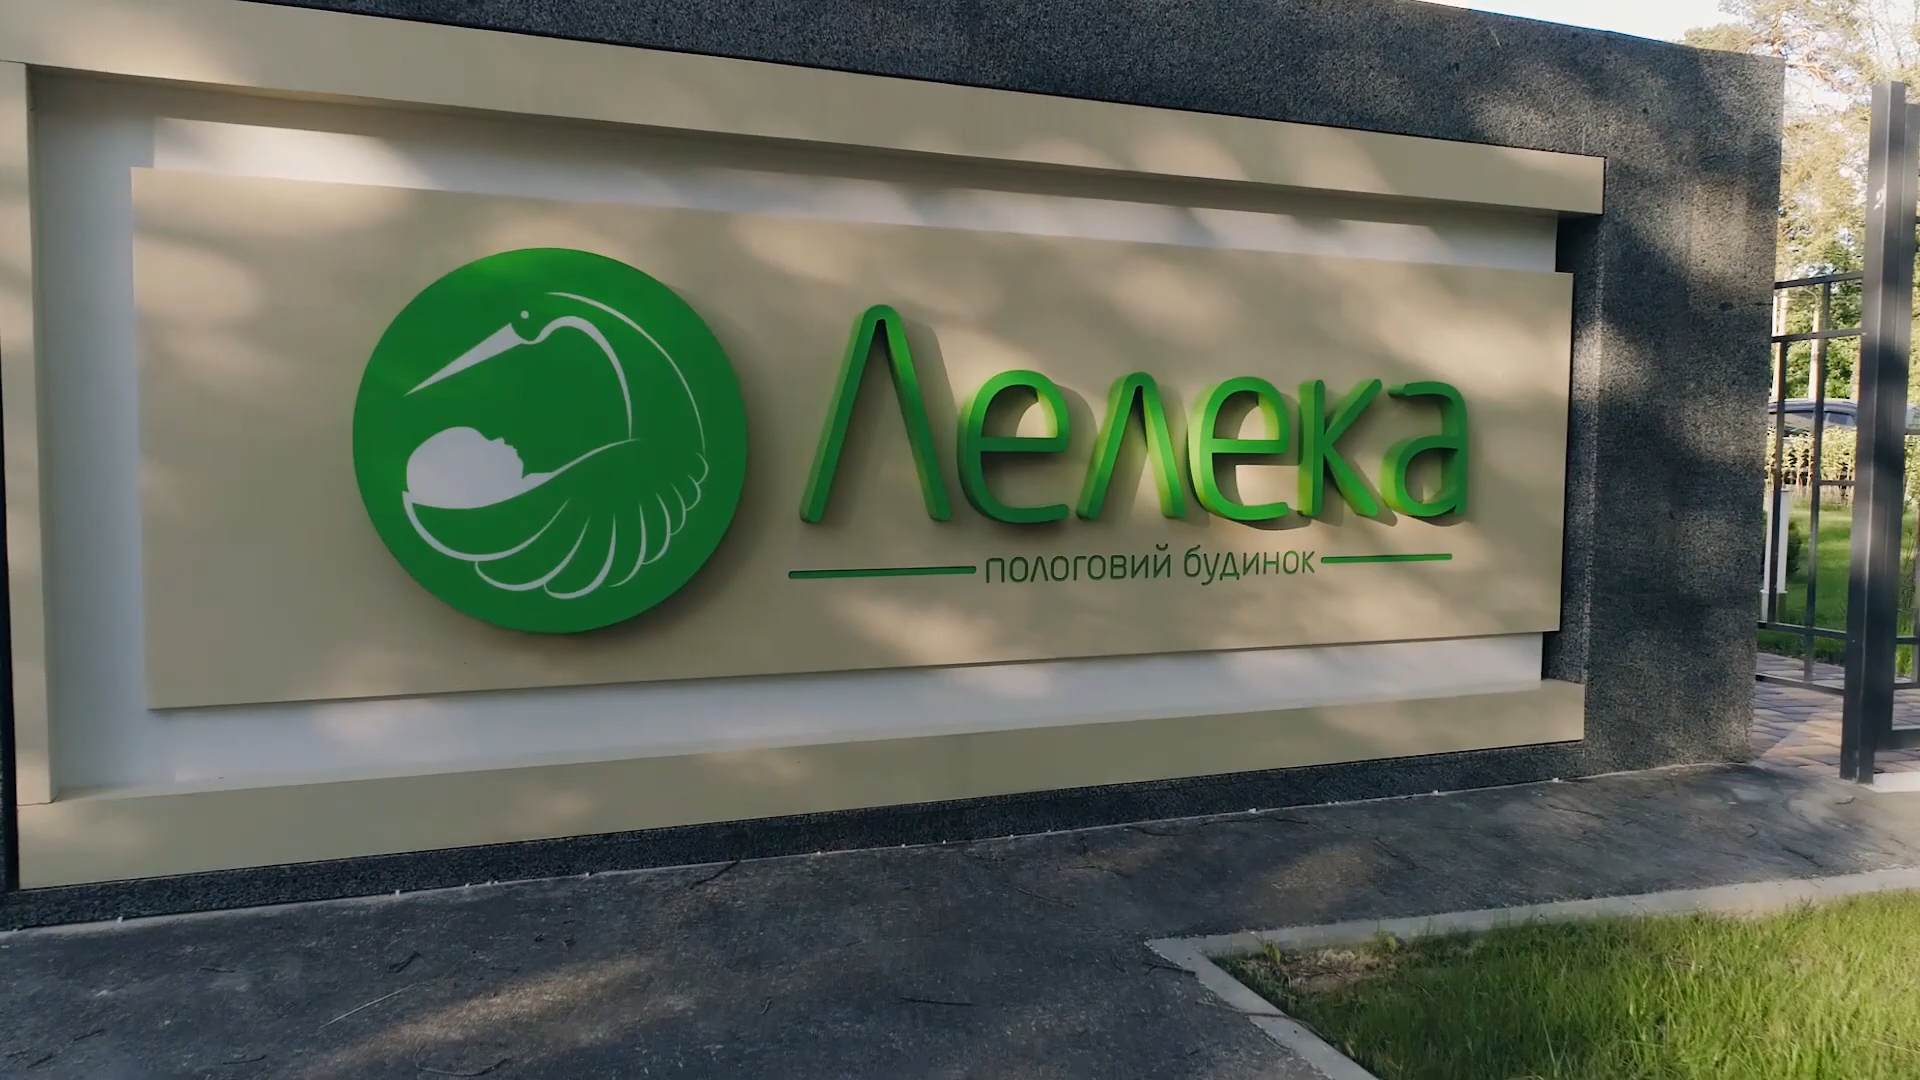 Лелека
пологовий будинок